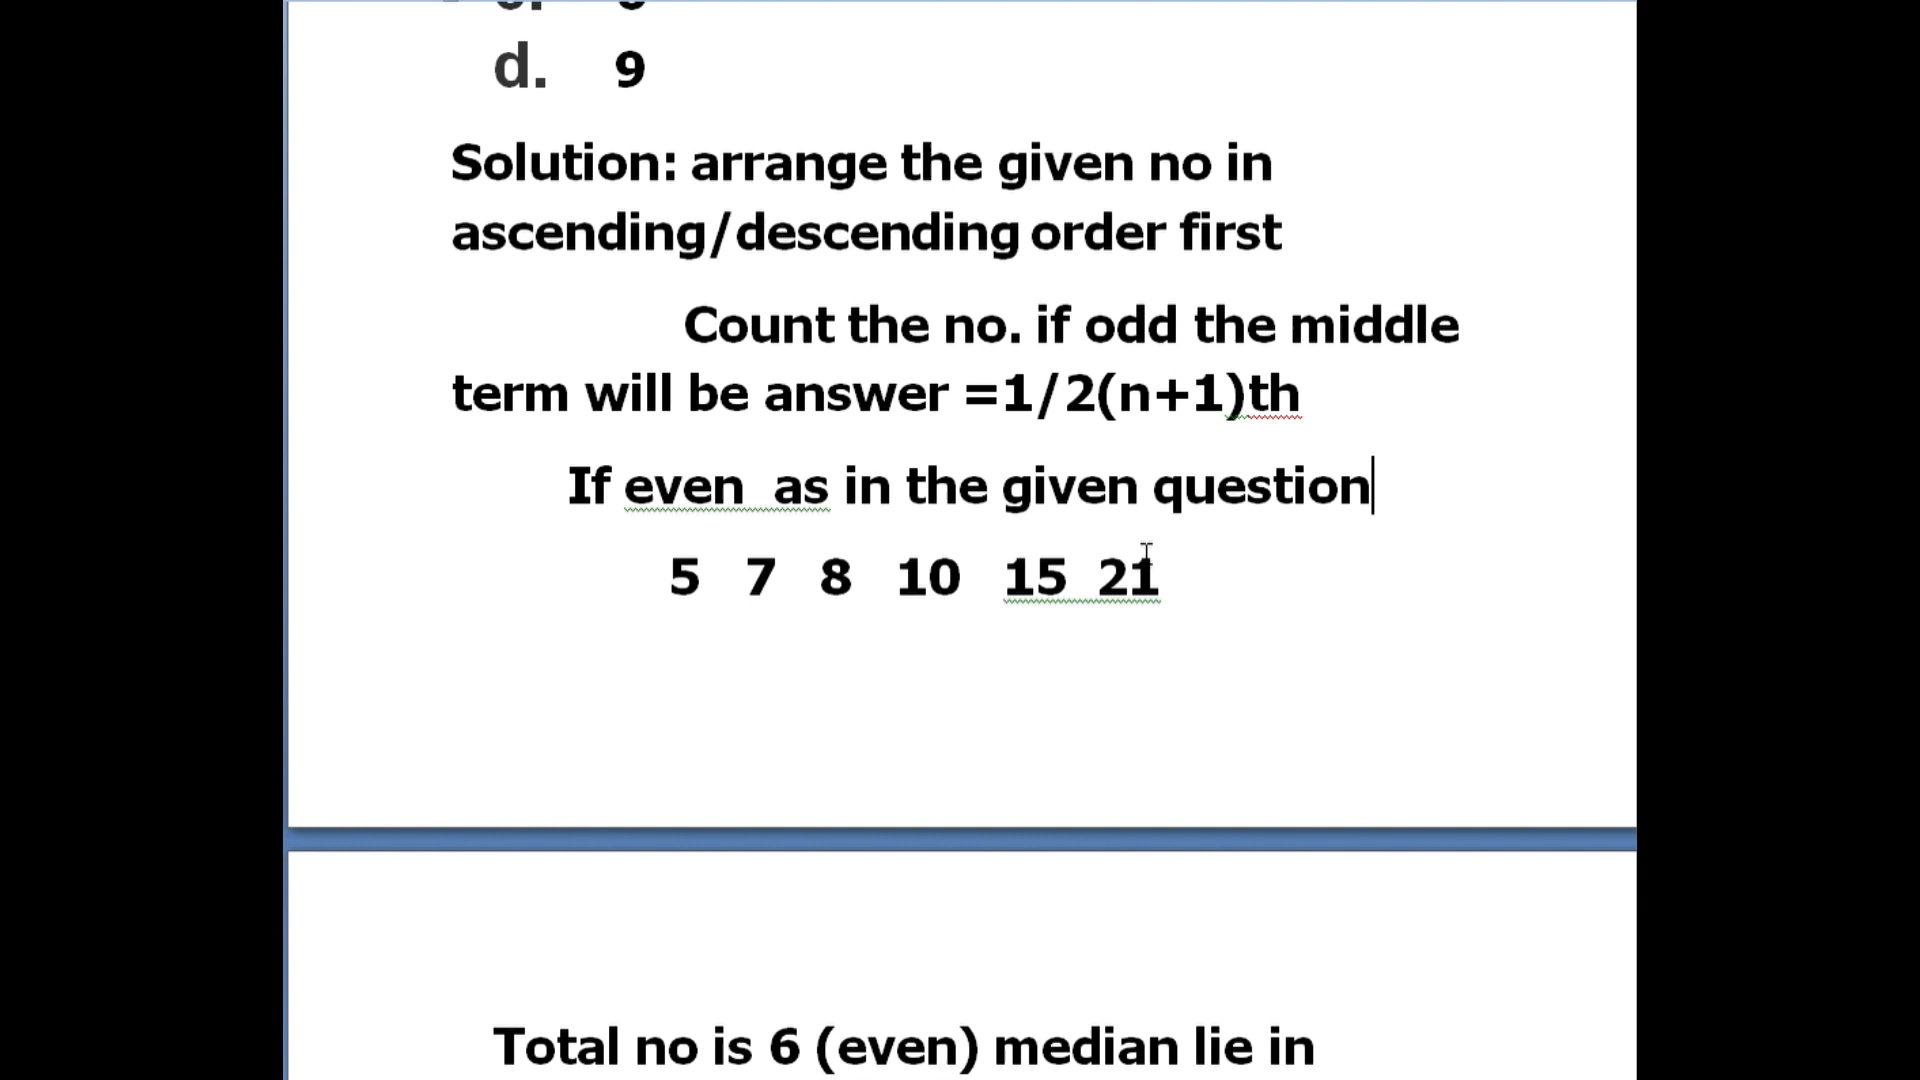 d. 9
Solution: arrange the given no in
ascending/descending order first
Count the no. if odd the middle
term will be answer =1/2(n+1)th
If even as in the given question
5 7 8 10 15 21
Total no is 6 (even) median lie in